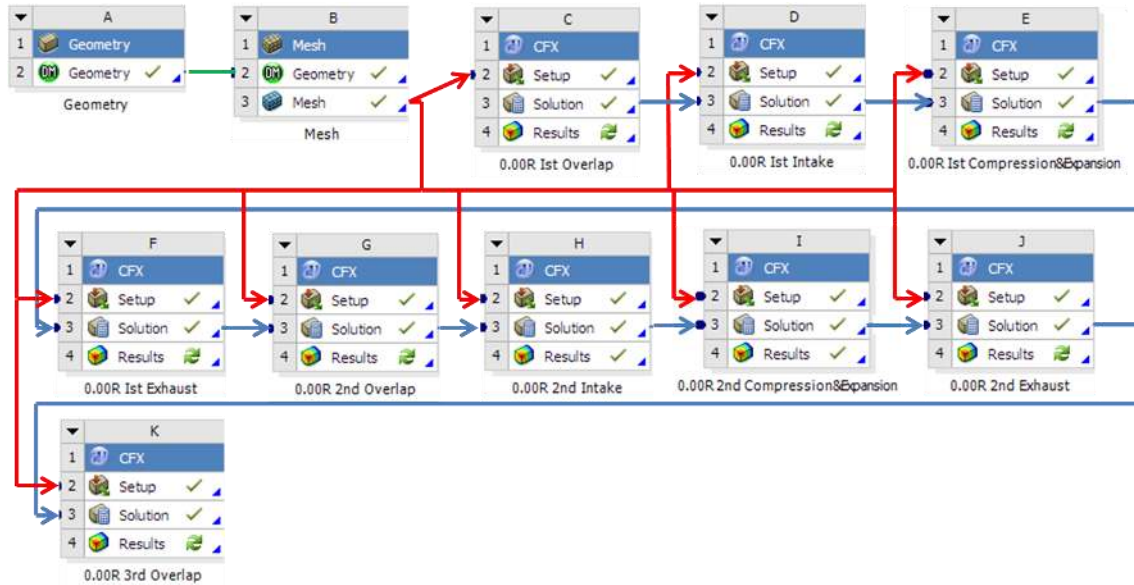 A
1 Geometry
2 DM Geometry
Geometry
B
1 Mesh
2 DM Geometry
3 Mesh
Mesh
C
1 CFX
2 Setup
3 Solution
4 Results
0.00R Ist Overlap
D
1 CFX
2 Setup
3 Solution
4 Results
0.00R Ist Intake
E
1 CFX
2 Setup
3 Solution
4 Results
0.00R Ist Compression&Expansion
F
1 CFX
2 Setup
3 Solution
4 Results
0.00R Ist Exhaust
G
1 CFX
2 Setup
3 Solution
4 Results
0.00R 2nd Overlap
H
1 CFX
2 Setup
3 Solution
4 Results
0.00R 2nd Intake
I
1 CFX
2 Setup
3 Solution
4 Results
0.00R 2nd Compression&Expansion
J
1 CFX
2 Setup
3 Solution
4 Results
0.00R 2nd Exhaust
K
1 CFX
2 Setup
3 Solution
4 Results
0.00R 3rd Overlap